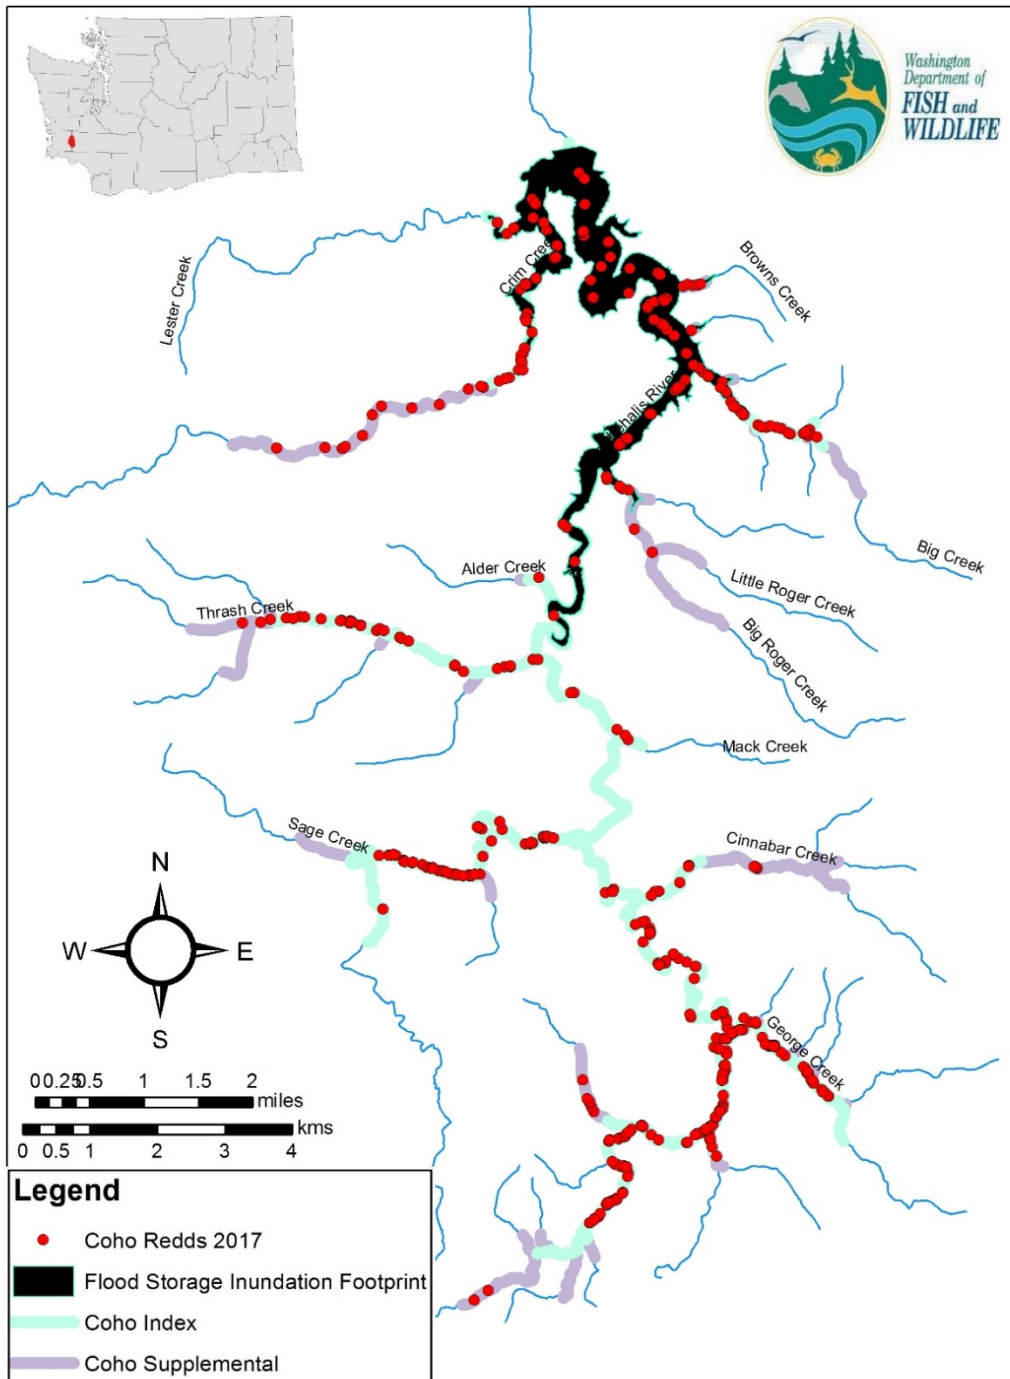 Washington
Department of
FISH and
WILDLIFE
Browns Creek
Crim Cree
Lester Creek
halis River
Big Creek
Alder Creek
Little Roger Creek
Thrash Creek
Big Roger Creek
Mack Creek
Sage Creek
Cinnabar Creek
N
W E
S
George Creek
0 0.25 0.5 1 1.5 2
miles
kms
0 0.5 1 2 3 4
Legend
Coho Redds 2017
Flood Storage Inundation Footprint
Coho Index
Coho Supplemental